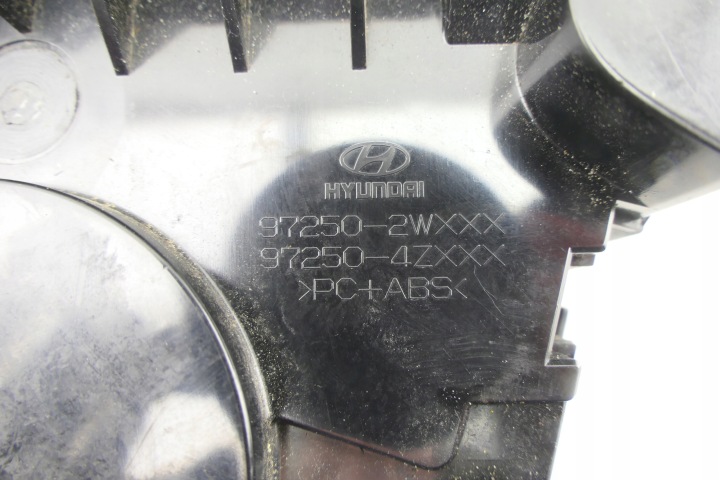 HYUNDAI
97250-2WXXX
97250-4ZXXX
>PC+ABS<